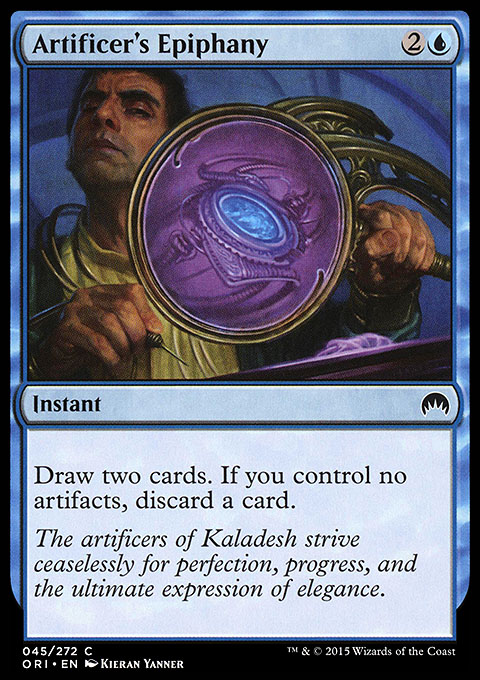 Artificer's Epiphany 2
Instant
Draw two cards. If you control no
artifacts, discard a card.
The artificers of Kaladesh strive
ceaselessly for perfection, progress, and
the ultimate expression of elegance.
045/272 C
ORI • EN Kieran Yanner
™ & © 2015 Wizards of the Coast